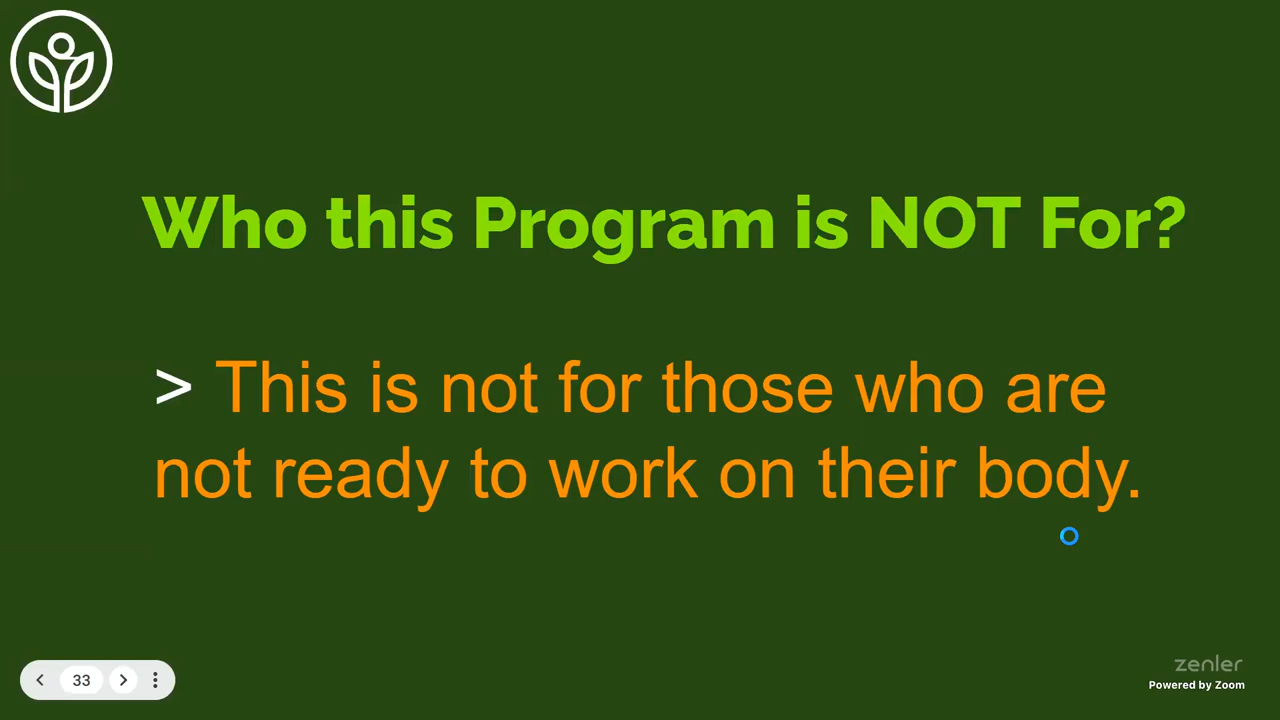 Who this Program is NOT For?
> This is not for those who are
not ready to work on their body.
33
zenler
Powered by Zoom